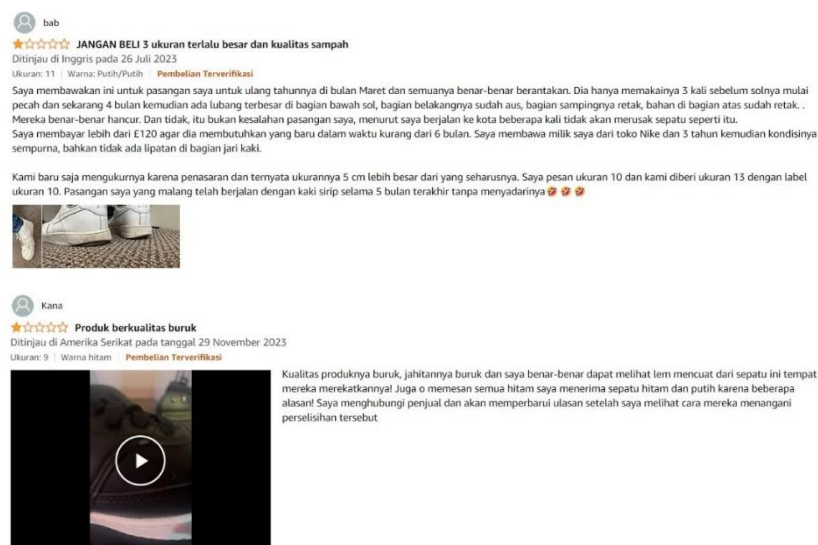 bab
JANGAN BELI 3 ukuran terlalu besar dan kualitas sampah
Ditinjau di Inggris pada 26 Juli 2023
Ukuran: 11 | Warna: Putih/Putih | Pembelian Terverifikasi
Saya membawakan ini untuk pasangan saya untuk ulang tahunnya di bulan Maret dan semuanya benar-benar berantakan. Dia hanya memakainya 3 kali sebelum solnya mulai
pecah dan sekarang 4 bulan kemudian ada lubang terbesar di bagian bawah sol, bagian belakangnya sudah aus, bagian sampingnya retak, bahan di bagian atas sudah retak. .
Mereka benar-benar hancur. Dan tidak, itu bukan kesalahan pasangan saya, menurut saya berjalan ke kota beberapa kali tidak akan merusak sepatu seperti itu.
Saya membayar lebih dari £120 agar dia membutuhkan yang baru dalam waktu kurang dari 6 bulan. Saya membawa milik saya dari toko Nike dan 3 tahun kemudian kondisinya
sempurna, bahkan tidak ada lipatan di bagian jari kaki.
Kami baru saja mengukurnya karena penasaran dan ternyata ukurannya 5 cm lebih besar dari yang seharusnya. Saya pesan ukuran 10 dan kami diberi ukuran 13 dengan label
ukuran 10. Pasangan saya yang malang telah berjalan dengan kaki sirip selama 5 bulan terakhir tanpa menyadarinya🤣 🤣 🤣
Kana
Produk berkualitas buruk
Ditinjau di Amerika Serikat pada tanggal 29 November 2023
Ukuran: 9 | Warna hitam | Pembelian Terverifikasi
Kualitas produknya buruk, jahitannya buruk dan saya benar-benar dapat melihat lem mencuat dari sepatu ini tempat
mereka merekatkannya! Juga o memesan semua hitam saya menerima sepatu hitam dan putih karena beberapa
alasan! Saya menghubungi penjual dan akan memperbarui ulasan setelah saya melihat cara mereka menangani
perselisihan tersebut